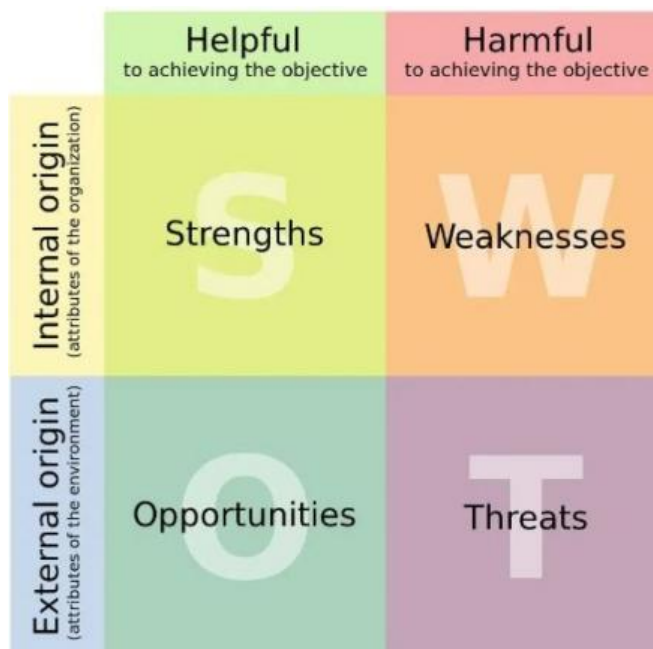 Helpful
to achieving the objective
Harmful
to achieving the objective
Internal origin
(attributes of the organization)
S
Strengths
W
Weaknesses
External origin
(attributes of the environment)
O
Opportunities
T
Threats